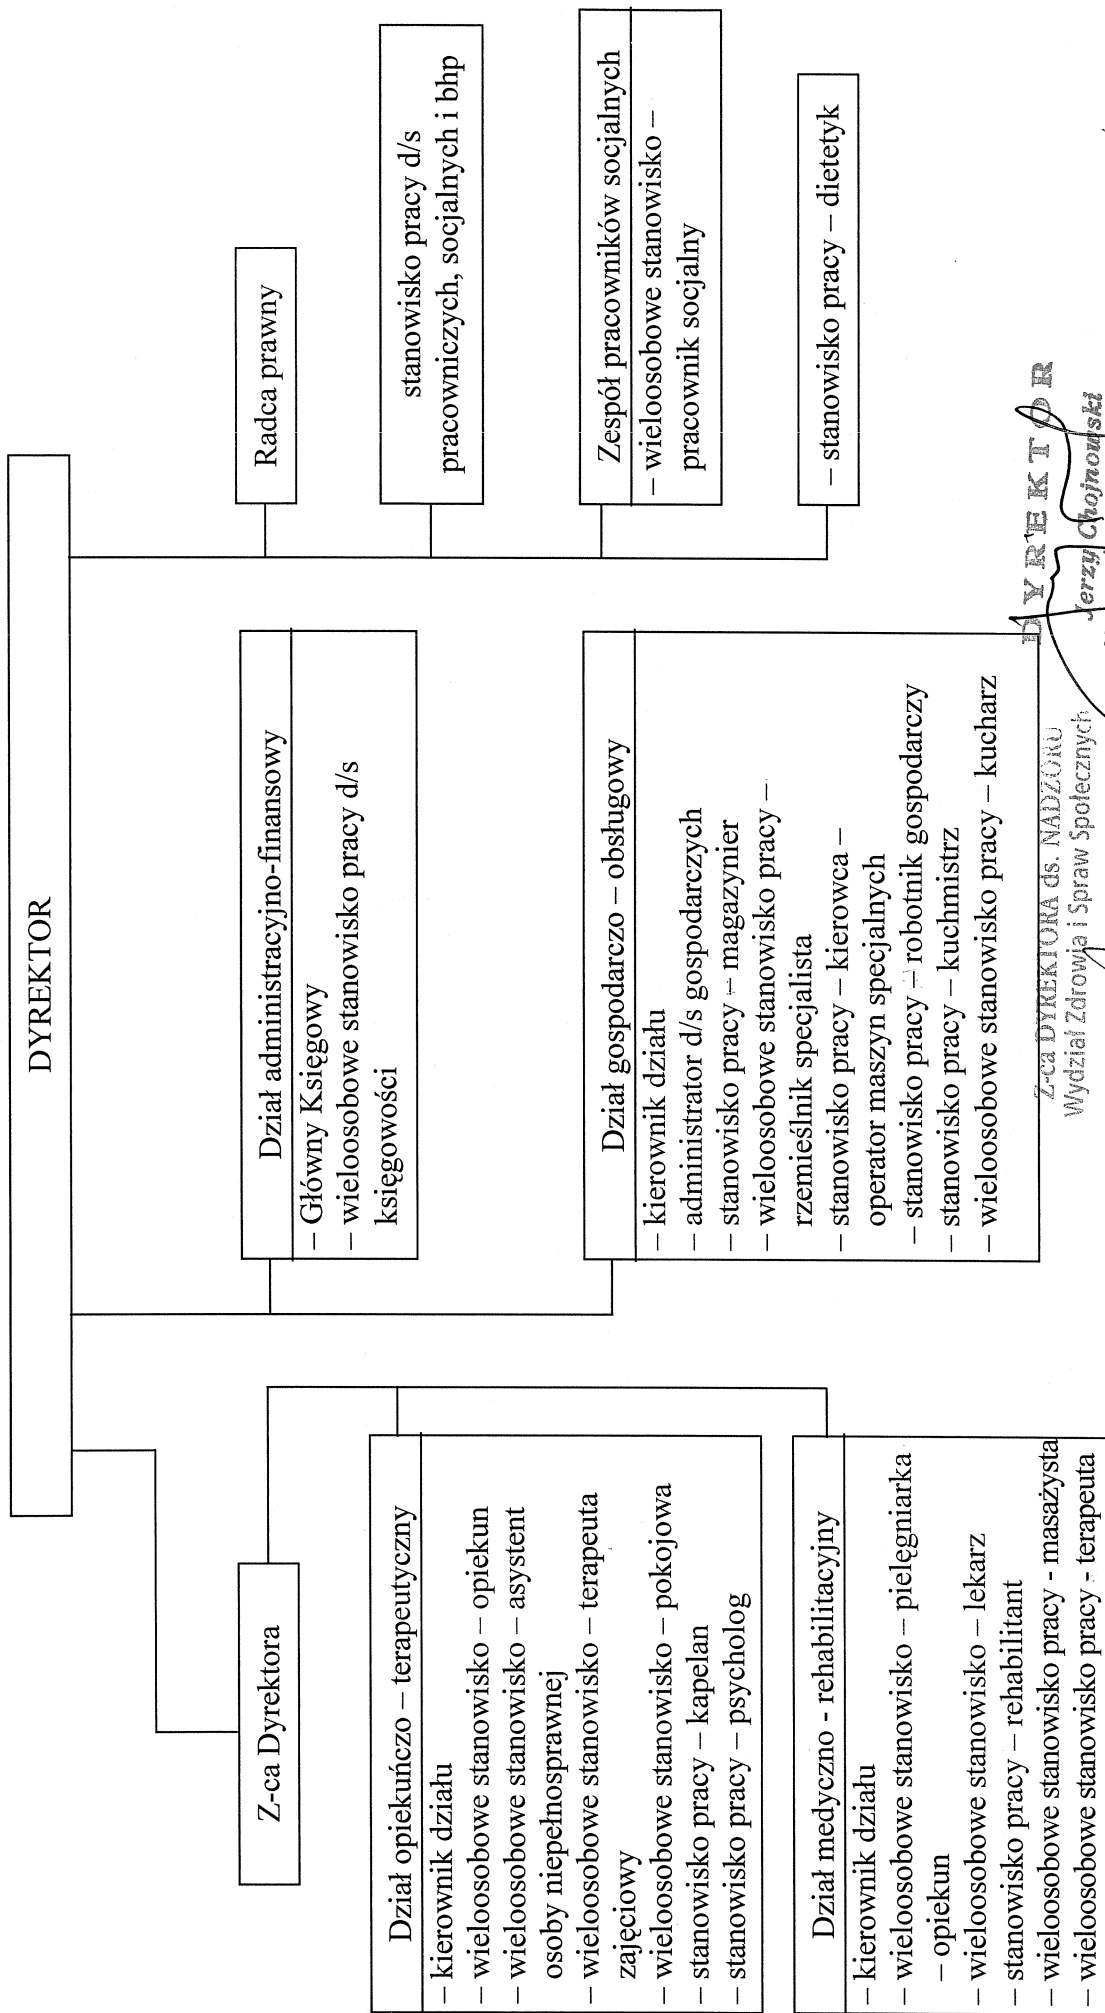 DYREKTOR
Z-ca Dyrektora
Dział opiekuńczo – terapeutyczny
– kierownik działu
– wieloosobowe stanowisko – opiekun
– wieloosobowe stanowisko – asystent
osoby niepełnosprawnej
– wieloosobowe stanowisko – terapeuta
zajęciowy
– wieloosobowe stanowisko – pokojowa
– stanowisko pracy – kapelan
– stanowisko pracy – psycholog
Dział medyczno - rehabilitacyjny
– kierownik działu
– wieloosobowe stanowisko – pielęgniarka
– opiekun
– wieloosobowe stanowisko – lekarz
– stanowisko pracy – rehabilitant
– wieloosobowe stanowisko pracy - masażysta
– wieloosobowe stanowisko pracy - terapeuta
Dział administracyjno-finansowy
– Główny Księgowy
– wieloosobowe stanowisko pracy d/s
księgowości
Dział gospodarczo – obsługowy
– kierownik działu
– administrator d/s gospodarczych
– stanowisko pracy – magazynier
– wieloosobowe stanowisko pracy –
rzemieślnik specjalista
– stanowisko pracy – kierowca –
operator maszyn specjalnych
– stanowisko pracy – robotnik gospodarczy
– stanowisko pracy – kuchmistrz
– wieloosobowe stanowisko pracy – kucharz
Radca prawny
stanowisko pracy d/s
pracowniczych, socjalnych i bhp
Zespół pracowników socjalnych
– wieloosobowe stanowisko –
pracownik socjalny
– stanowisko pracy – dietetyk
Z-ca DYREKTORA ds. NADZORU
Wydział Zdrowia i Spraw Społecznych
DYREKTOR
Jerzy Chojnowski